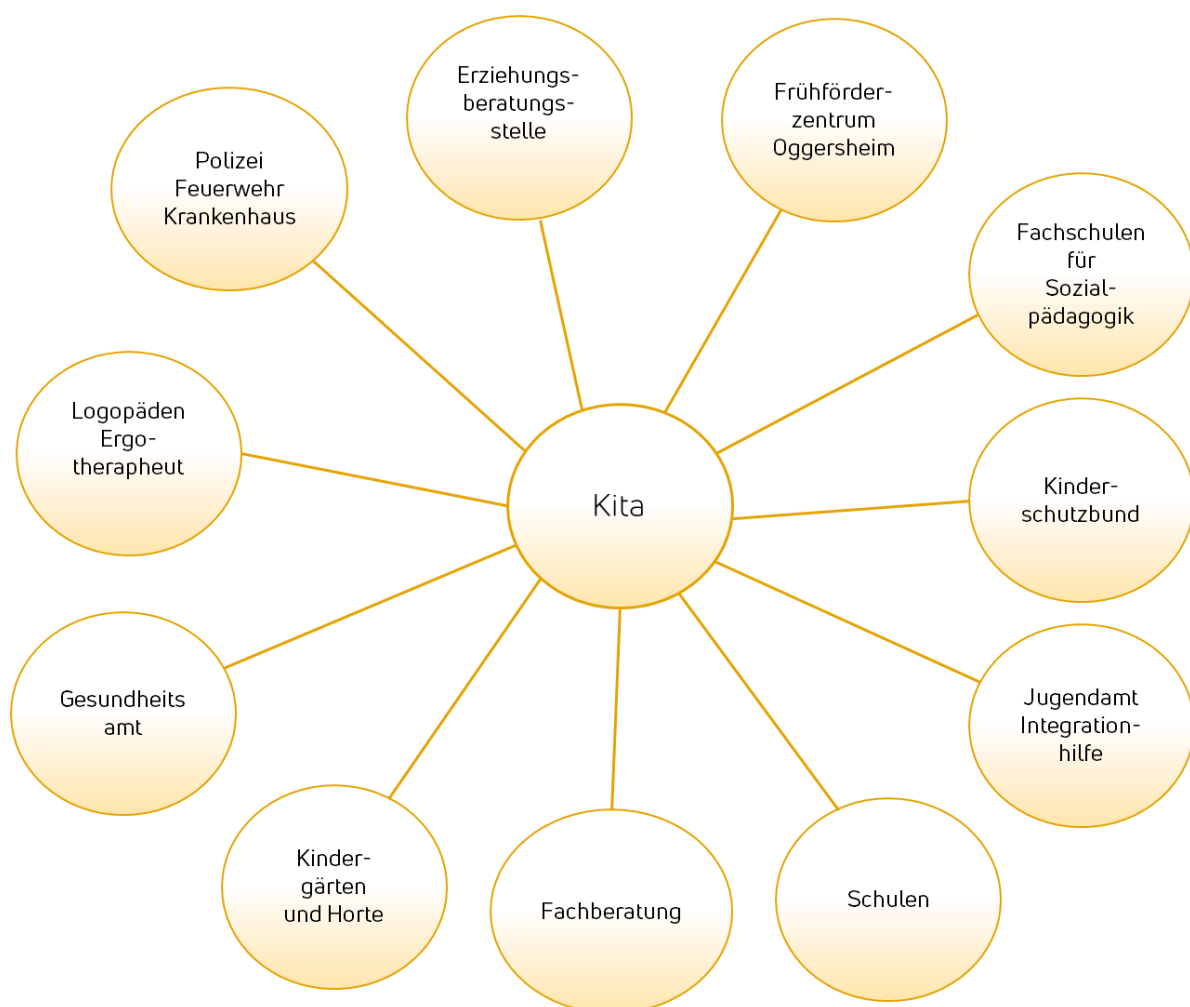 Erziehungs-
beratungs-
stelle
Frühförder-
zentrum
Oggersheim
Polizei
Feuerwehr
Krankenhaus
Fachschulen
für
Sozial-
pädagogik
Logopäden
Ergo-
therapheut
Kita
Kinder-
schutzbund
Gesundheits
amt
Jugendamt
Integration-
hilfe
Kinder-
gärten
und Horte
Fachberatung
Schulen